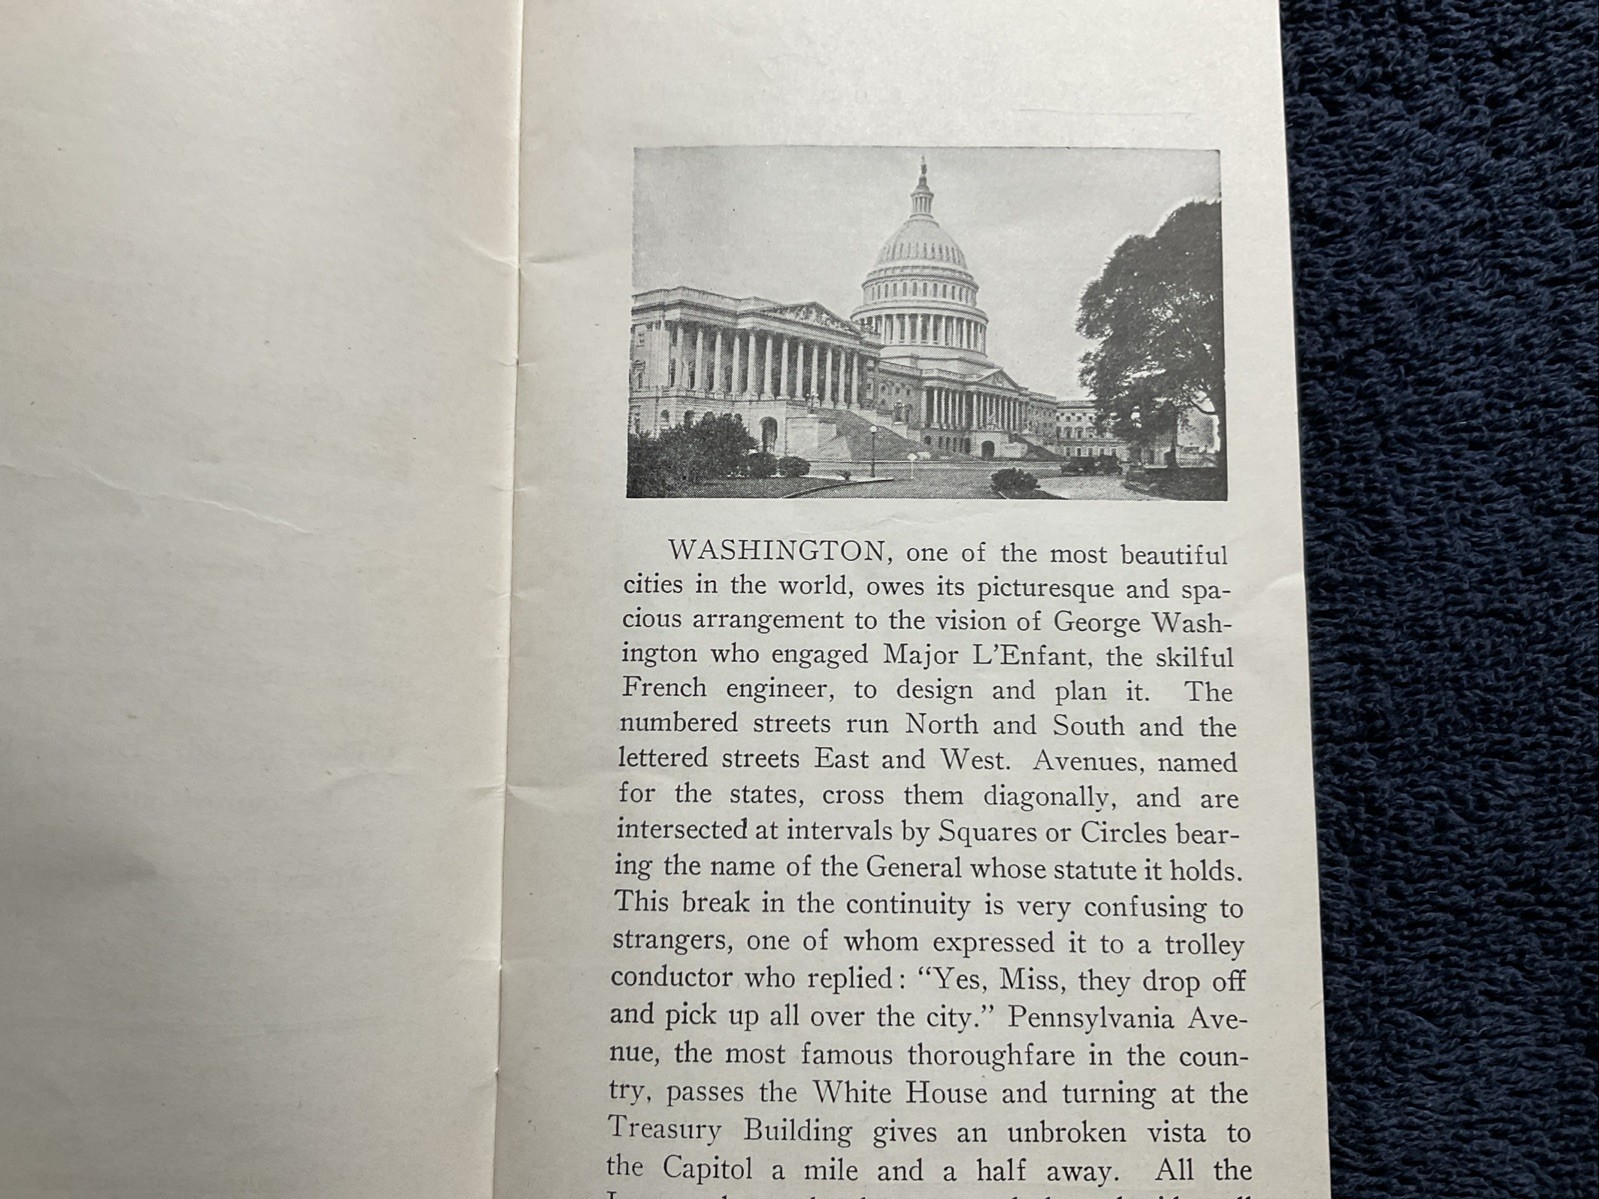 WASHINGTON, one of the most beautiful
cities in the world, owes its picturesque and spa-
cious arrangement to the vision of George Wash-
ington who engaged Major L'Enfant, the skilful
French engineer, to design and plan it. The
numbered streets run North and South and the
lettered streets East and West. Avenues, named
for the states, cross them diagonally, and are
intersected at intervals by Squares or Circles bear-
ing the name of the General whose statute it holds.
This break in the continuity is very confusing to
strangers, one of whom expressed it to a trolley
conductor who replied: “Yes, Miss, they drop off
and pick up all over the city.” Pennsylvania Ave-
nue, the most famous thoroughfare in the coun-
try, passes the White House and turning at the
Treasury Building gives an unbroken vista to
the Capitol a mile and a half away. All the